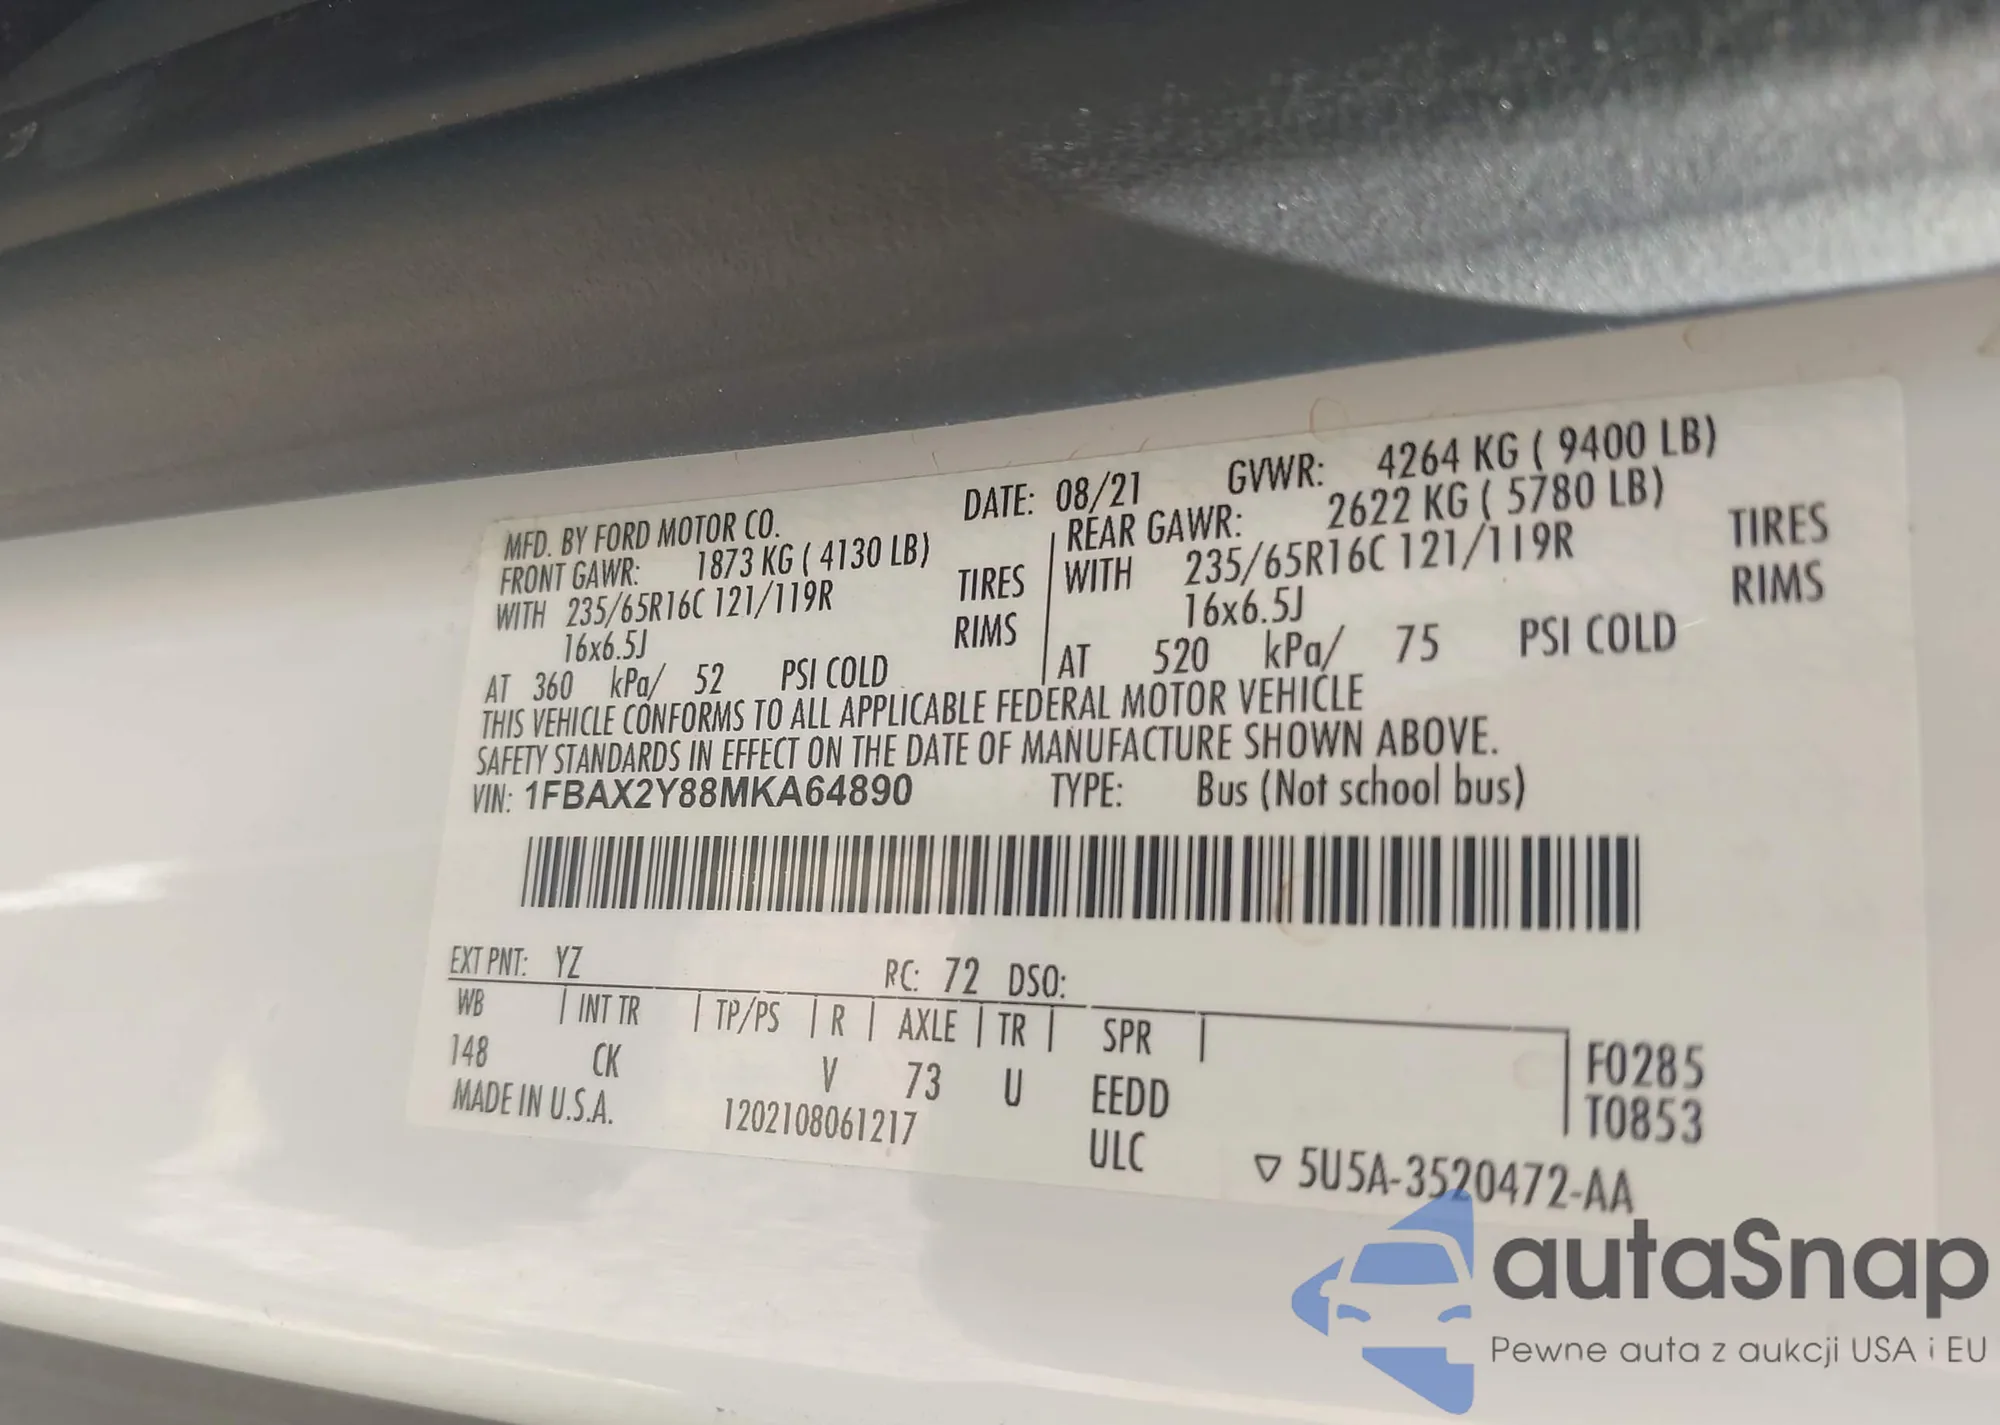 MFD. BY FORD MOTOR CO. DATE: 08/21 GVWR: 4264 KG ( 9400 LB)
FRONT GAWR: 1873 KG ( 4130 LB) REAR GAWR: 2622 KG ( 5780 LB)
WITH 235/65R16C 121/119R TIRES WITH 235/65R16C 121/119R TIRES
16x6.5J RIMS 16x6.5J RIMS
AT 360 kPa/ 52 PSI COLD AT 520 kPa/ 75 PSI COLD
THIS VEHICLE CONFORMS TO ALL APPLICABLE FEDERAL MOTOR VEHICLE
SAFETY STANDARDS IN EFFECT ON THE DATE OF MANUFACTURE SHOWN ABOVE.
VIN: 1FBAX2Y88MKA64890 TYPE: Bus (Not school bus)
EXT PNT: YZ RC: 72 DSO:
WB | INT TR | TP/PS | R | AXLE | TR | SPR |
148 CK V 73 U EEDD
F0285
T0853
MADE IN U.S.A. 1202108061217 ULC
▽ 5U5A-3520472-AA
autaSnap
Pewne auta z aukcji USA i EU